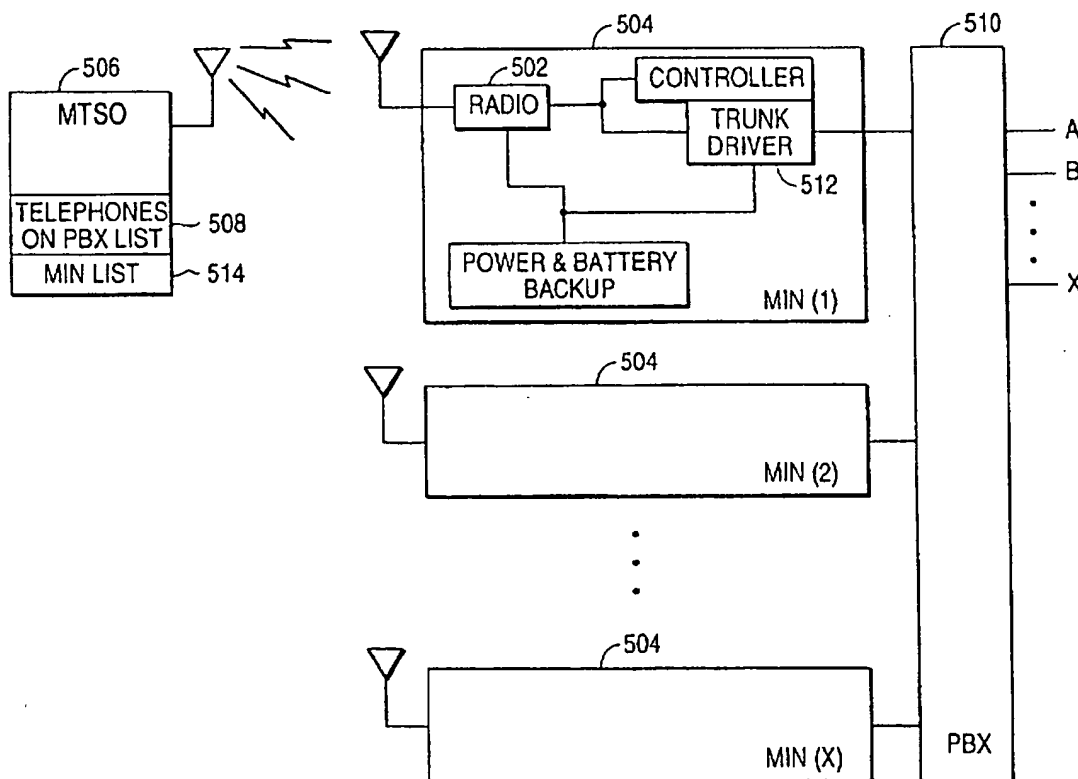 506
MTSO
TELEPHONES
ON PBX LIST
508
MIN LIST
514
504
502
RADIO
CONTROLLER
TRUNK
DRIVER
512
POWER & BATTERY
BACKUP
MIN (1)
504
MIN (2)
504
MIN (X)
510
PBX
A
B
X